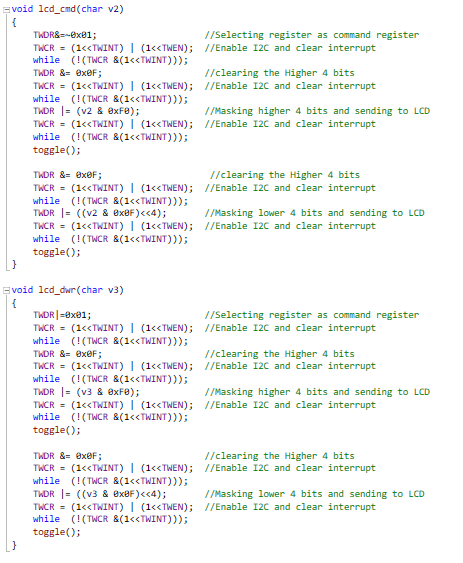 void lcd_cmd(char v2)
{
    TWDR&=~0x01;                    //Selecting register as command register
    TWCR = (1<<TWINT) | (1<<TWEN);  //Enable I2C and clear interrupt
    while  (!(TWCR &(1<<TWINT)));
    TWDR &= 0x0F;                   //clearing the Higher 4 bits
    TWCR = (1<<TWINT) | (1<<TWEN);  //Enable I2C and clear interrupt
    while  (!(TWCR &(1<<TWINT)));
    TWDR |= (v2 & 0xF0);            //Masking higher 4 bits and sending to LCD
    TWCR = (1<<TWINT) | (1<<TWEN);  //Enable I2C and clear interrupt
    while  (!(TWCR &(1<<TWINT)));
    toggle();

    TWDR &= 0x0F;                    //clearing the Higher 4 bits
    TWCR = (1<<TWINT) | (1<<TWEN);  //Enable I2C and clear interrupt
    while  (!(TWCR &(1<<TWINT)));
    TWDR |= ((v2 & 0x0F)<<4);       //Masking lower 4 bits and sending to LCD
    TWCR = (1<<TWINT) | (1<<TWEN);  //Enable I2C and clear interrupt
    while  (!(TWCR &(1<<TWINT)));
    toggle();
}

void lcd_dwr(char v3)
{
    TWDR|=0x01;                     //Selecting register as command register
    TWCR = (1<<TWINT) | (1<<TWEN);  //Enable I2C and clear interrupt
    while  (!(TWCR &(1<<TWINT)));
    TWDR &= 0x0F;                   //clearing the Higher 4 bits
    TWCR = (1<<TWINT) | (1<<TWEN);  //Enable I2C and clear interrupt
    while  (!(TWCR &(1<<TWINT)));
    TWDR |= (v3 & 0xF0);            //Masking higher 4 bits and sending to LCD
    TWCR = (1<<TWINT) | (1<<TWEN);  //Enable I2C and clear interrupt
    while  (!(TWCR &(1<<TWINT)));
    toggle();

    TWDR &= 0x0F;                   //clearing the Higher 4 bits
    TWCR = (1<<TWINT) | (1<<TWEN);  //Enable I2C and clear interrupt
    while  (!(TWCR &(1<<TWINT)));
    TWDR |= ((v3 & 0x0F)<<4);       //Masking lower 4 bits and sending to LCD
    TWCR = (1<<TWINT) | (1<<TWEN);  //Enable I2C and clear interrupt
    while  (!(TWCR &(1<<TWINT)));
    toggle();
}